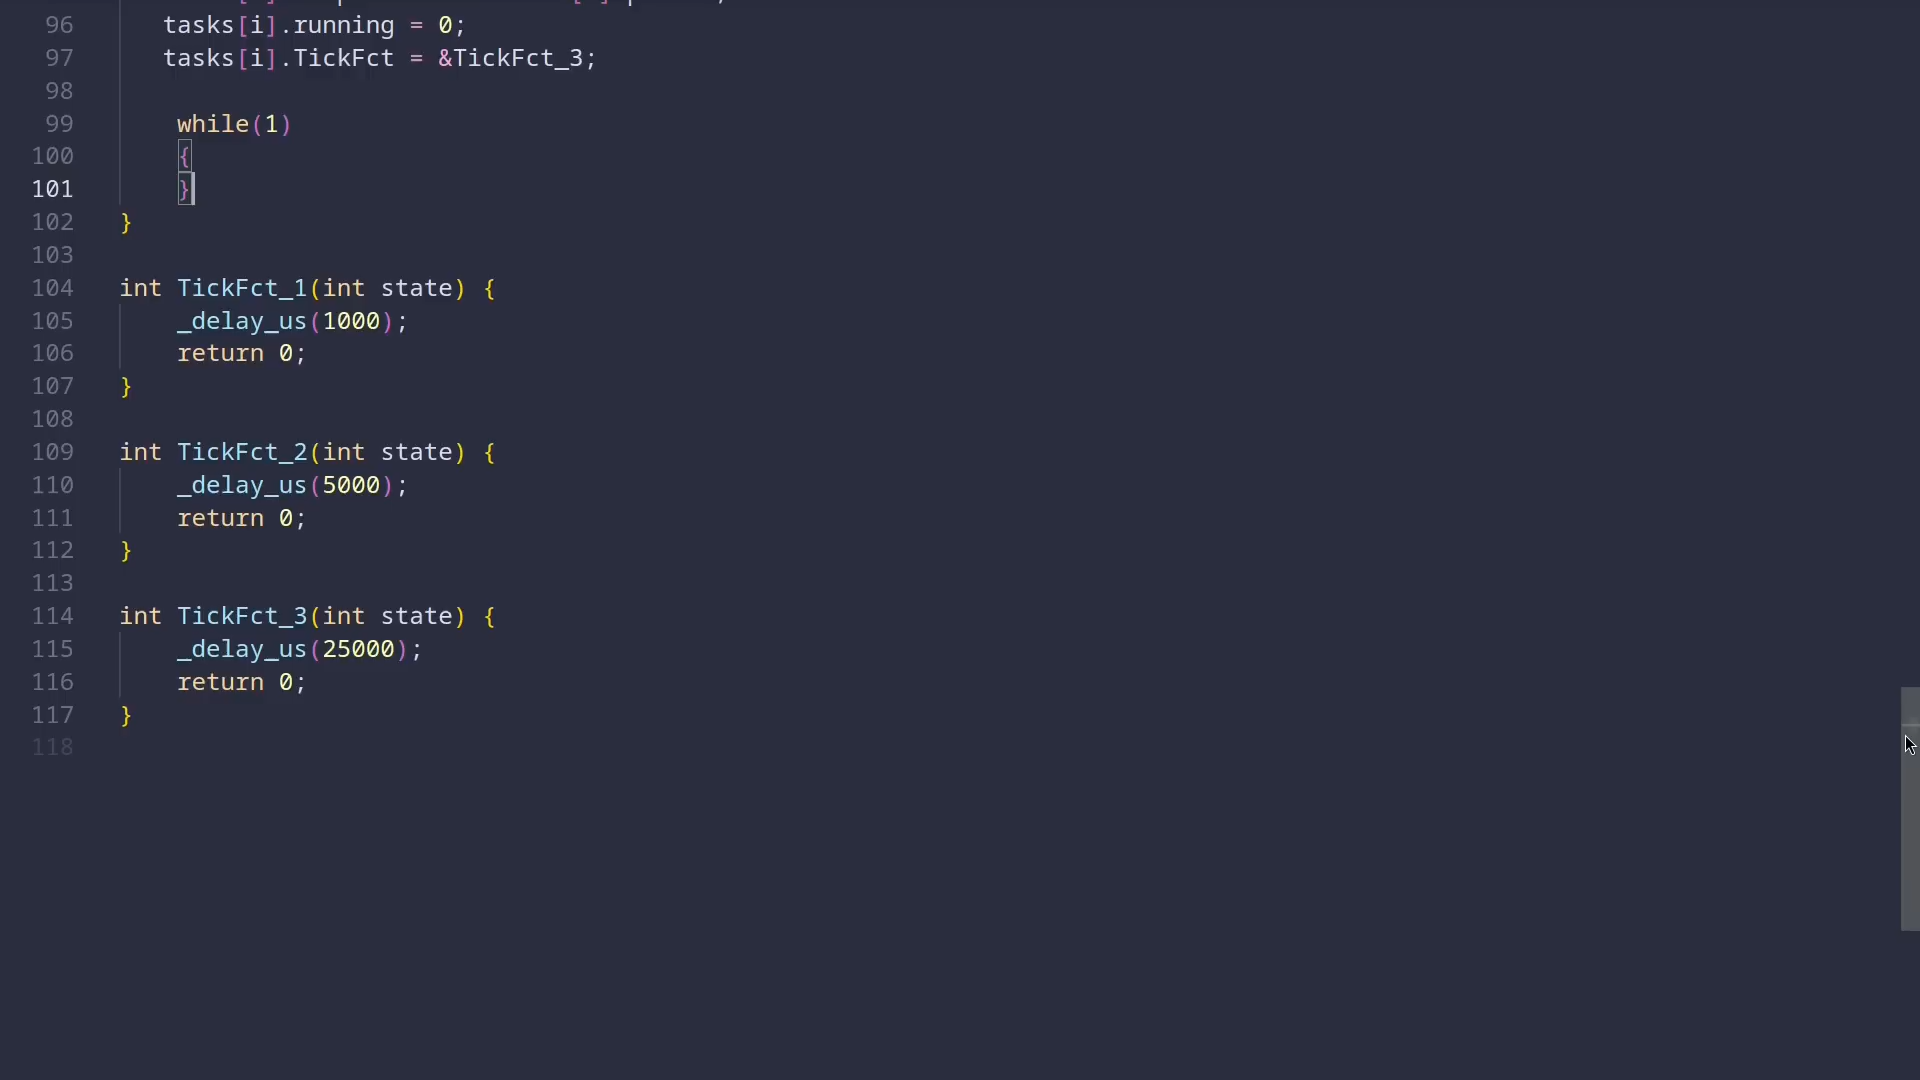 96 tasks[i].running = 0;
97 tasks[i].TickFct = &TickFct_3;
98
99 while(1)
100 {
101 }
102 }
103
104 int TickFct_1(int state) {
105 _delay_us(1000);
106 return 0;
107 }
108
109 int TickFct_2(int state) {
110 _delay_us(5000);
111 return 0;
112 }
113
114 int TickFct_3(int state) {
115 _delay_us(25000);
116 return 0;
117 }
118